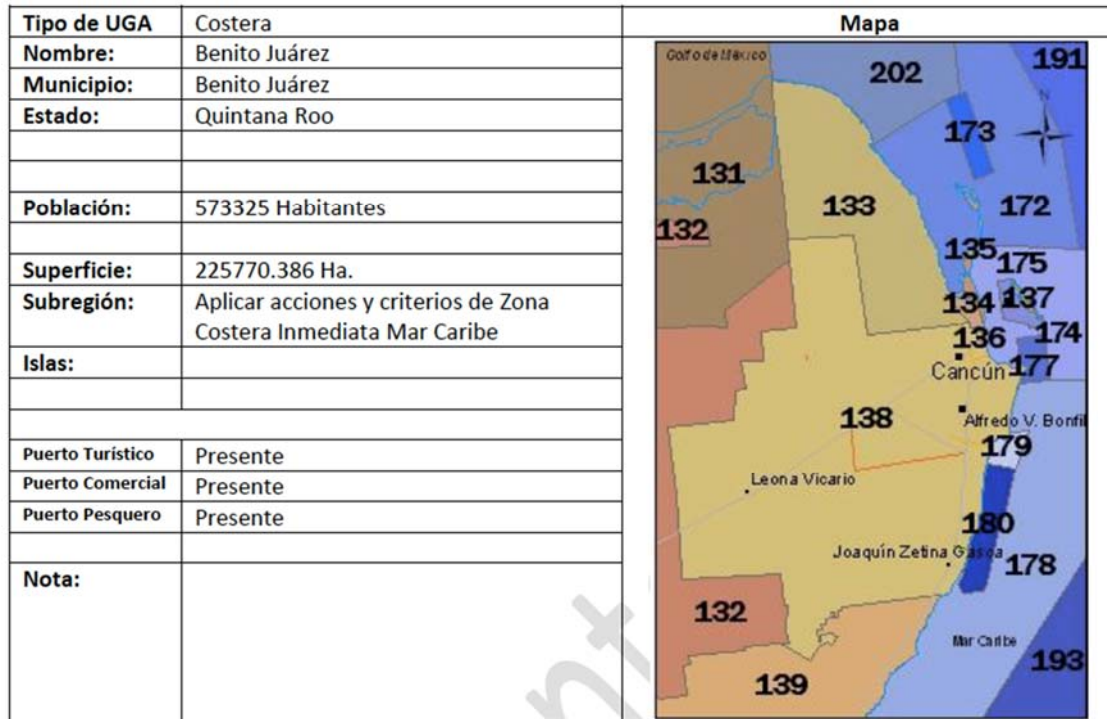 Tipo de UGA Costera Mapa
Nombre: Benito Juárez
Municipio: Benito Juárez
Estado: Quintana Roo
Población: 573325 Habitantes
Superficie: 225770.386 Ha.
Subregión: Aplicar acciones y criterios de Zona
Costera Inmediata Mar Caribe
Islas:
Puerto Turístico Presente
Puerto Comercial Presente
Puerto Pesquero Presente
Nota:
Golfo de México
202
191
N
173
131
133
172
132
135
175
134
137
136
174
Cancún
177
138
Alfredo V. Bonfil
179
Leona Vicario
180
Joaquín Zetina Gasca
178
132
Mar Caribe
193
139